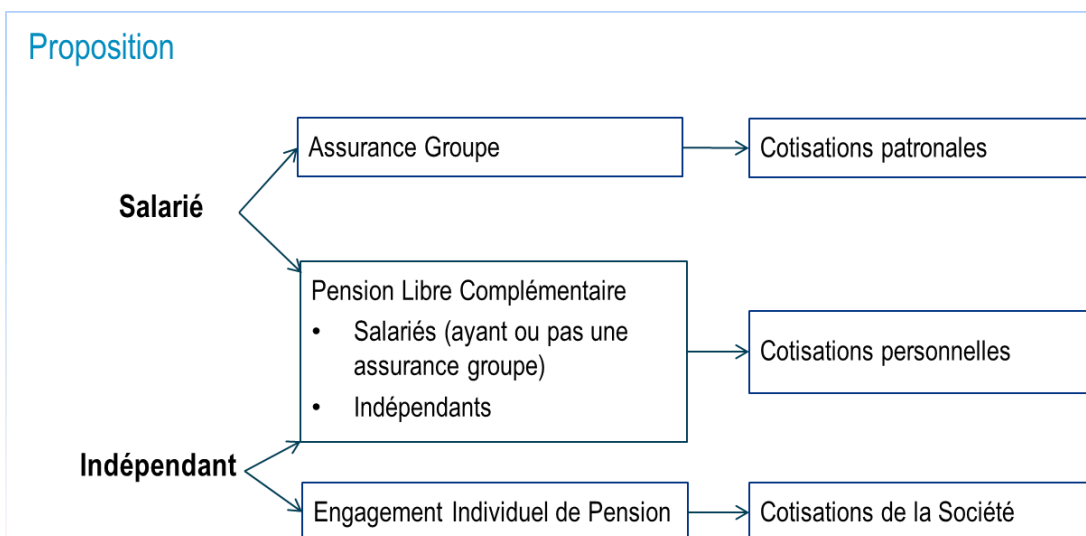 Proposition
Assurance Groupe
Cotisations patronales
Salarié
Pension Libre Complémentaire
• Salariés (ayant ou pas une
assurance groupe)
• Indépendants
Cotisations personnelles
Indépendant
Engagement Individuel de Pension
Cotisations de la Société